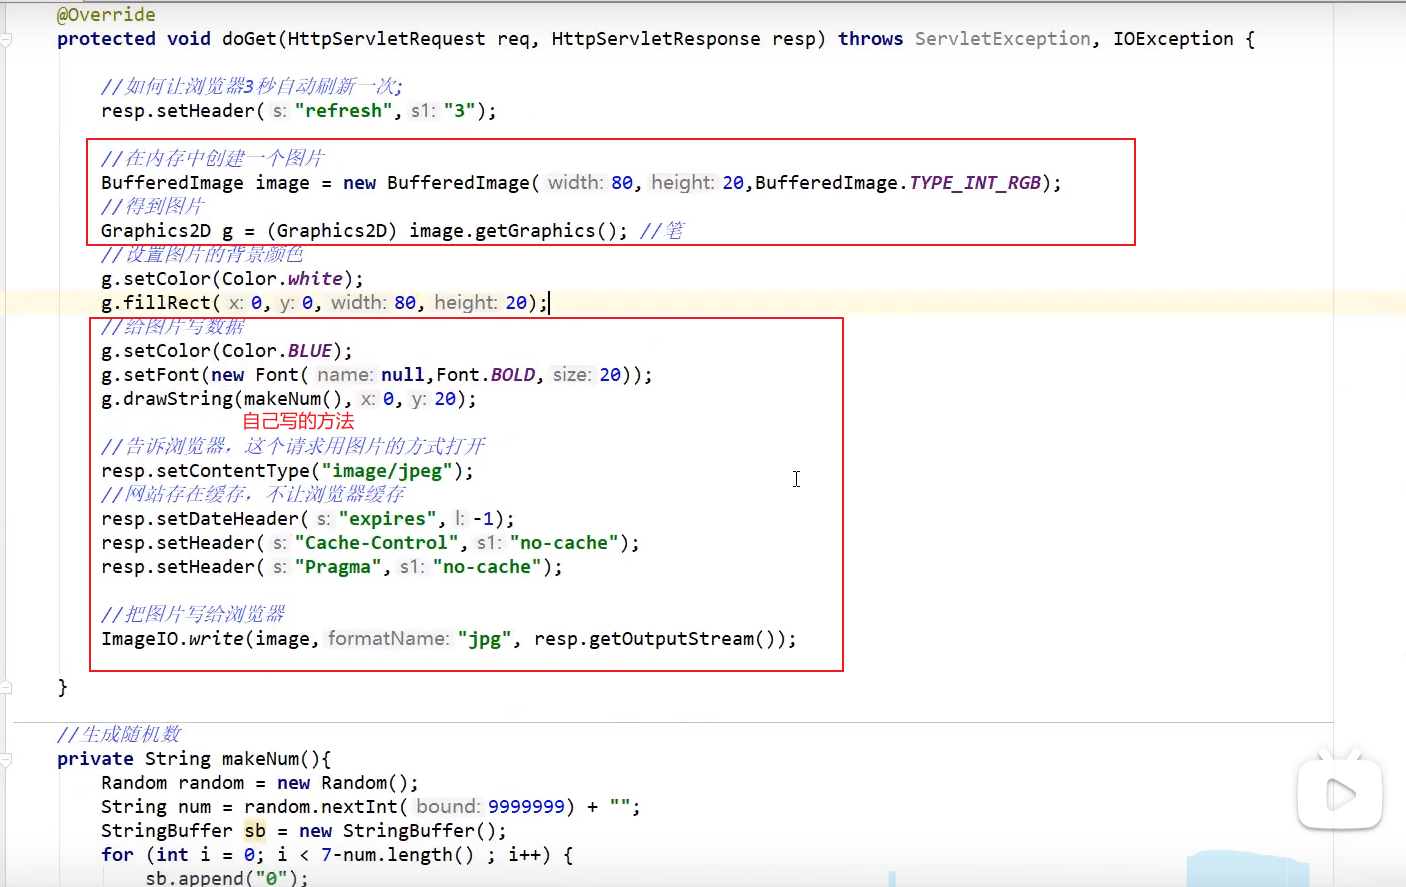 @Override
protected void doGet(HttpServletRequest req, HttpServletResponse resp) throws ServletException, IOException {
//如何让浏览器3秒自动刷新一次;
resp.setHeader( s: "refresh", s1: "3");
//在内存中创建一个图片
BufferedImage image = new BufferedImage( width: 80, height: 20,BufferedImage.TYPE_INT_RGB);
//得到图片
Graphics2D g = (Graphics2D) image.getGraphics(); //笔
//设置图片的背景颜色
g.setColor(Color.white);
g.fillRect( x: 0, y: 0, width: 80, height: 20);
//给图片写数据
g.setColor(Color.BLUE);
g.setFont(new Font( name: null,Font.BOLD, size: 20));
g.drawString(makeNum(), x: 0, y: 20);
自己写的方法
//告诉浏览器，这个请求用图片的方式打开
resp.setContentType("image/jpeg");
//网站存在缓存，不让浏览器缓存
resp.setDateHeader( s: "expires", l: -1);
resp.setHeader( s: "Cache-Control", s1: "no-cache");
resp.setHeader( s: "Pragma", s1: "no-cache");
//把图片写给浏览器
ImageIO.write(image, formatName: "jpg", resp.getOutputStream());
}
//生成随机数
private String makeNum(){
Random random = new Random();
String num = random.nextInt( bound: 9999999) + "";
StringBuffer sb = new StringBuffer();
for (int i = 0; i < 7-num.length() ; i++) {
sb.append("0");